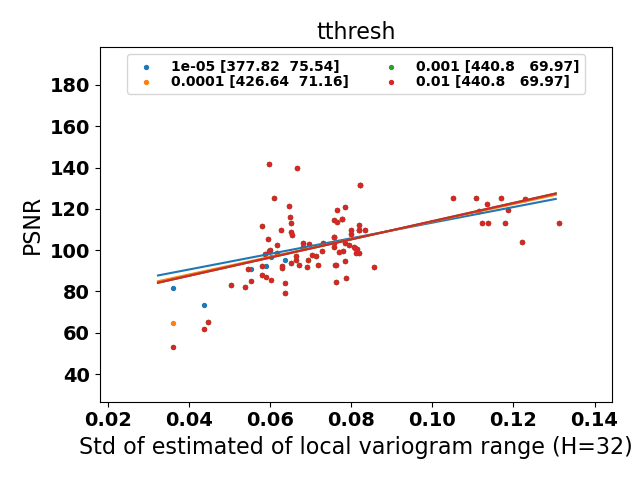 tthresh
1e-05 [377.82  75.54]
0.0001 [426.64  71.16]
0.001 [440.8   69.97]
0.01 [440.8   69.97]
PSNR
180
160
140
120
100
80
60
40
0.02 0.04 0.06 0.08 0.10 0.12 0.14
Std of estimated of local variogram range (H=32)